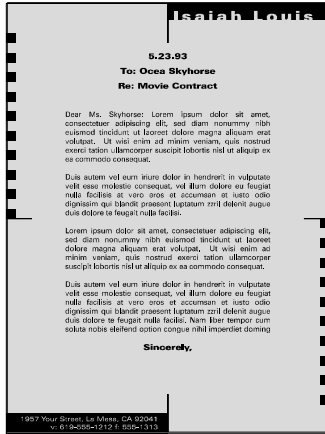 Isaiah Louis
5.23.93
To: Ocea Skyhorse
Re: Movie Contract
Dear Ms. Skyhorse: Lorem ipsum dolor sit amet,
consectetuer adipiscing elit, sed diam nonummy nibh
euismod tincidunt ut laoreet dolore magna aliquam erat
volutpat. Ut wisi enim ad minim veniam, quis nostrud
exerci tation ullamcorper suscipit lobortis nisl ut aliquip ex
ea commodo consequat.
Duis autem vel eum iriure dolor in hendrerit in vulputate
velit esse molestie consequat, vel illum dolore eu feugiat
nulla facilisis at vero eros et accumsan et iusto odio
dignissim qui blandit praesent luptatum zzril delenit augue
duis dolore te feugait nulla facilisi.
Lorem ipsum dolor sit amet, consectetuer adipiscing elit,
sed diam nonummy nibh euismod tincidunt ut laoreet
dolore magna aliquam erat volutpat, Ut wisi enim ad
minim veniam, quis nostrud exerci tation ullamcorper
suscipit lobortis nisl ut aliquip ex ea commodo consequat.
Duis autem vel eum iriure dolor in hendrerit in vulputate
velit esse molestie consequat, vel illum dolore eu feugiat
nulla facilisis at vero eros et accumsan et iusto odio
dignissim qui blandit praesent luptatum zzril delenit augue
duis dolore te feugait nulla facilisi. Nam liber tempor cum
soluta nobis eleifend option congue nihil imperdiet doming
Sincerely,
1957 Your Street, La Mesa, CA 92041
v: 619-555-1212 f: 555-1313